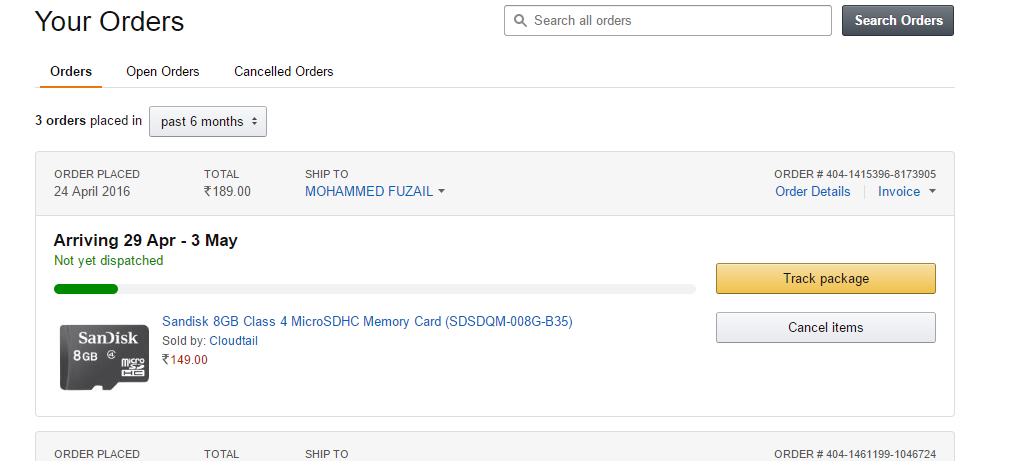 Your Orders
Search all orders
Search Orders
Orders
Open Orders
Cancelled Orders
3 orders placed in past 6 months
ORDER PLACED TOTAL SHIP TO ORDER # 404-1415396-8173905
24 April 2016 ₹189.00 MOHAMMED FUZAIL Order Details Invoice
Arriving 29 Apr - 3 May
Not yet dispatched
Track package
Sandisk 8GB Class 4 MicroSDHC Memory Card (SDSDQM-008G-B35)
Sold by: Cloudtail
₹149.00
Cancel items
SanDisk
8GB 4 micro
HC
ORDER PLACED TOTAL SHIP TO ORDER # 404-1461199-1046724